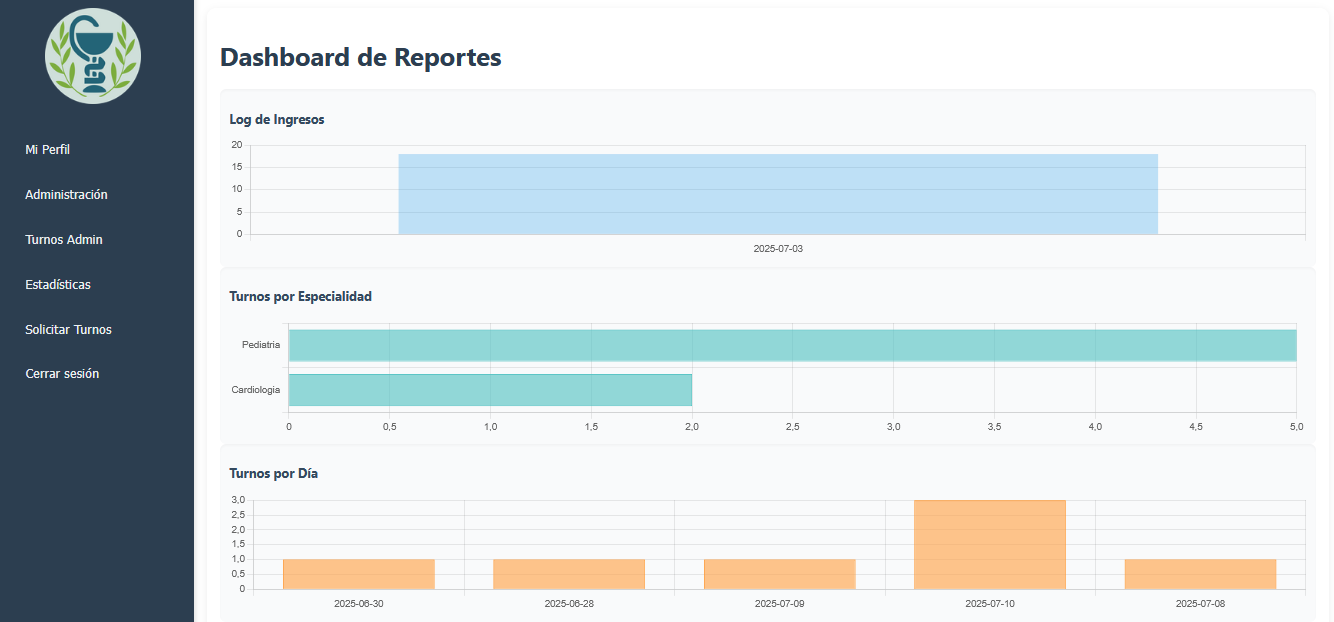 Mi Perfil
Administración
Turnos Admin
Estadísticas
Solicitar Turnos
Cerrar sesión
Dashboard de Reportes
Log de Ingresos
20
15
10
5
0
2025-07-03
Turnos por Especialidad
Pediatria
Cardiologia
0 0,5 1,0 1,5 2,0 2,5 3,0 3,5 4,0 4,5 5,0
Turnos por Día
3,0
2,5
2,0
1,5
1,0
0,5
0
2025-06-30 2025-06-28 2025-07-09 2025-07-10 2025-07-08